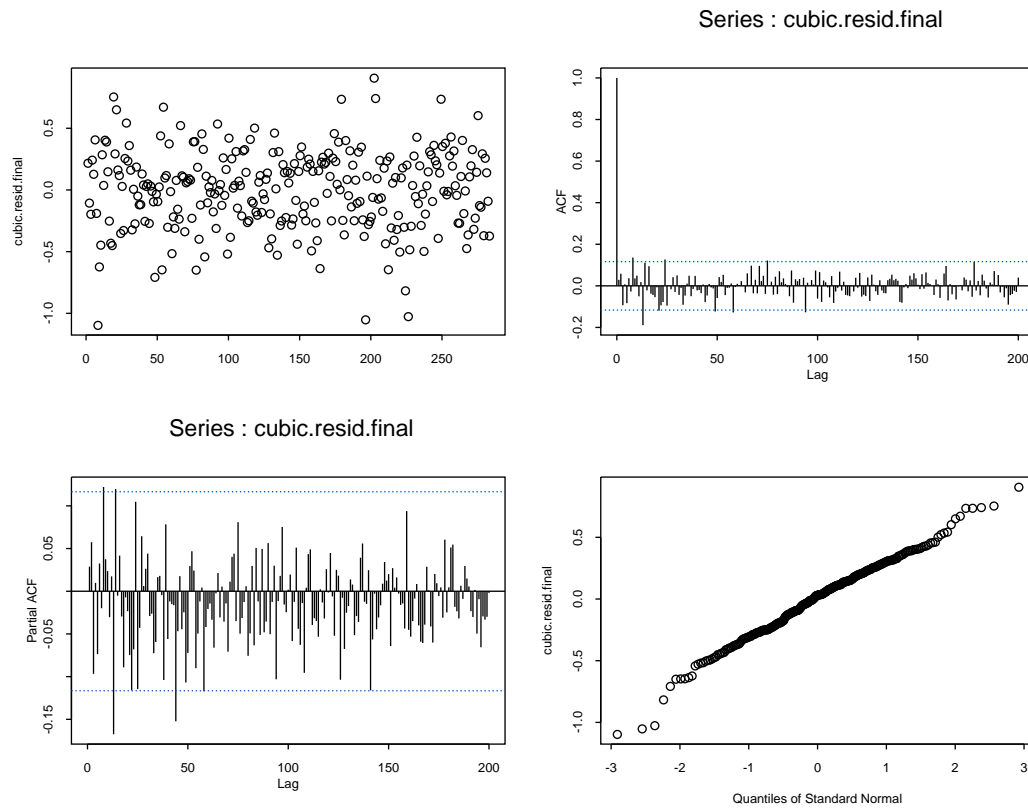 Series : cubic.resid.final
cubic.resid.final
-1.0 -0.5 0.0 0.5
0 50 100 150 200 250
ACF
-0.2 0.0 0.2 0.4 0.6 0.8 1.0
0 50 100 150 200
Lag
Series : cubic.resid.final
Partial ACF
-0.15 -0.05 0.05
0 50 100 150 200
Lag
cubic.resid.final
-1.0 -0.5 0.0 0.5
-3 -2 -1 0 1 2 3
Quantiles of Standard Normal